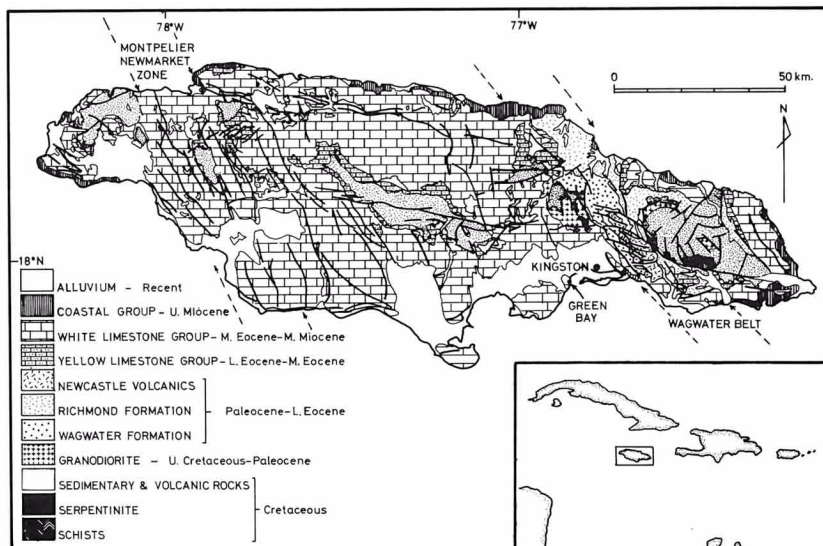 78°W
77°W
MONTPELIER
NEWMARKET
ZONE
0
50 km.
N
18°N
KINGSTON
GREEN
BAY
WAGWATER BELT
ALLUVIUM - Recent
COASTAL GROUP - U. Miocene
WHITE LIMESTONE GROUP - M. Eocene-M. Miocene
YELLOW LIMESTONE GROUP - L. Eocene-M. Eocene
NEWCASTLE VOLCANICS
RICHMOND FORMATION
Paleocene-L. Eocene
WAGWATER FORMATION
GRANODIORITE - U. Cretaceous-Paleocene
SEDIMENTARY & VOLCANIC ROCKS
SERPENTINITE
Cretaceous
SCHISTS